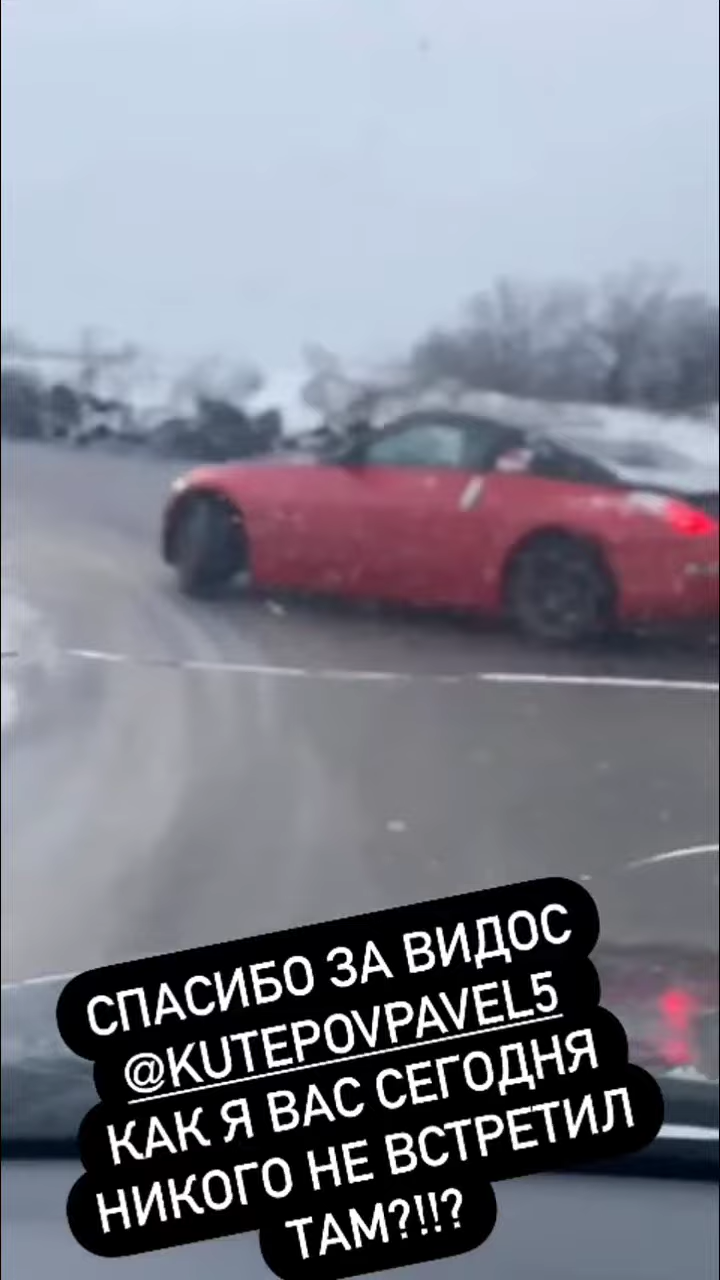 СПАСИБО ЗА ВИДОС
@KUTEPOVPAVEL5
КАК Я ВАС СЕГОДНЯ
НИКОГО НЕ ВСТРЕТИЛ
ТАМ?!!?